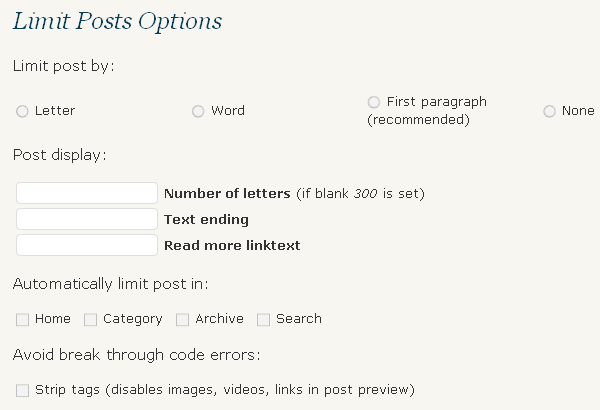 Limit Posts Options
Limit post by:
Letter
Word
First paragraph
(recommended)
None
Post display:
Number of letters (if blank 300 is set)
Text ending
Read more linktext
Automatically limit post in:
Home Category Archive Search
Avoid break through code errors:
Strip tags (disables images, videos, links in post preview)